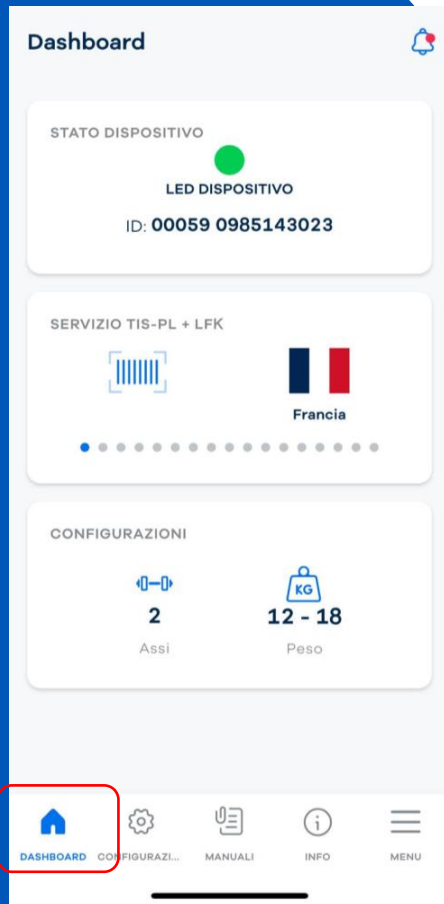 Dashboard
STATO DISPOSITIVO
LED DISPOSITIVO
ID: 00059 0985143023
SERVIZIO TIS-PL + LFK
Francia
CONFIGURAZIONI
KG
2 12 - 18
Assi Peso
DASHBOARD CONFIGURAZI... MANUALI INFO MENU